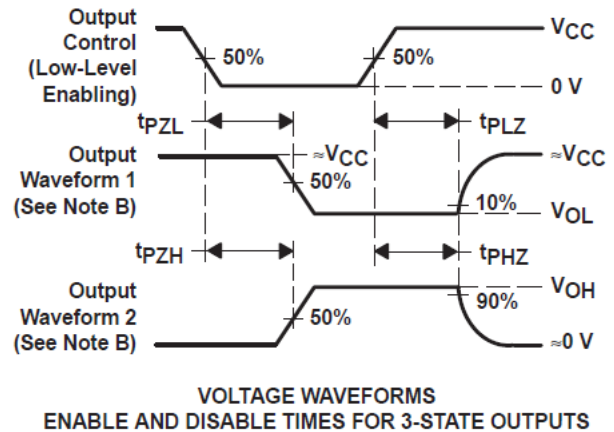 Output
Control
(Low-Level
Enabling)
50%
50%
VCC
0 V
tPZL
tPLZ
Output
Waveform 1
(See Note B)
≈VCC
50%
≈VCC
10%
VOL
tPZH
tPHZ
Output
Waveform 2
(See Note B)
50%
VOH
90%
≈0 V
VOLTAGE WAVEFORMS
ENABLE AND DISABLE TIMES FOR 3-STATE OUTPUTS